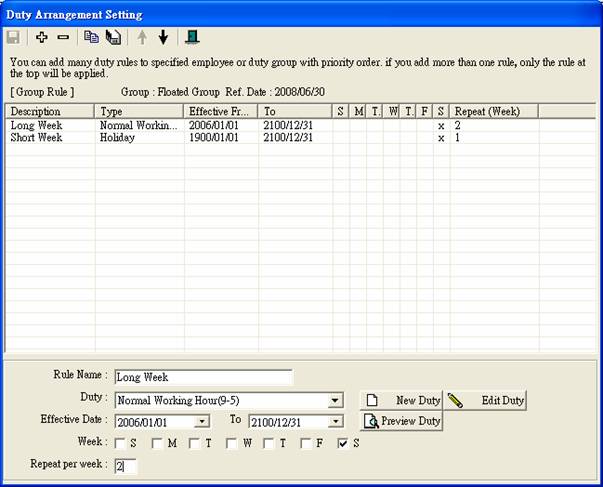 Duty Arrangement Setting
You can add many duty rules to specified employee or duty group with priority order. if you add more than one rule, only the rule at
the top will be applied.
[ Group Rule ] Group : Floated Group Ref. Date : 2008/06/30
Description Type Effective Fr... To S M T. W T. F S Repeat (Week)
Long Week Normal Workin... 2006/01/01 2100/12/31 x 2
Short Week Holiday 1900/01/01 2100/12/31 x 1
Rule Name : Long Week
Duty : Normal Working Hour(9-5) New Duty Edit Duty
Effective Date : 2006/01/01 To 2100/12/31 Preview Duty
Week : S M T W T F S
Repeat per week : 2